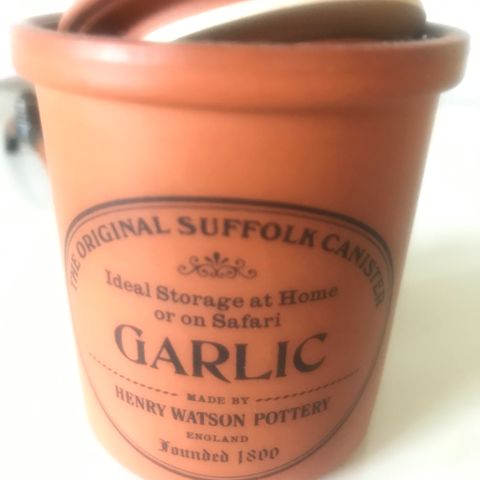 THE ORIGINAL SUFFOLK CANISTER
Ideal Storage at Home
or on Safari
GARLIC
MADE BY
HENRY WATSON POTTERY
ENGLAND
Founded 1800